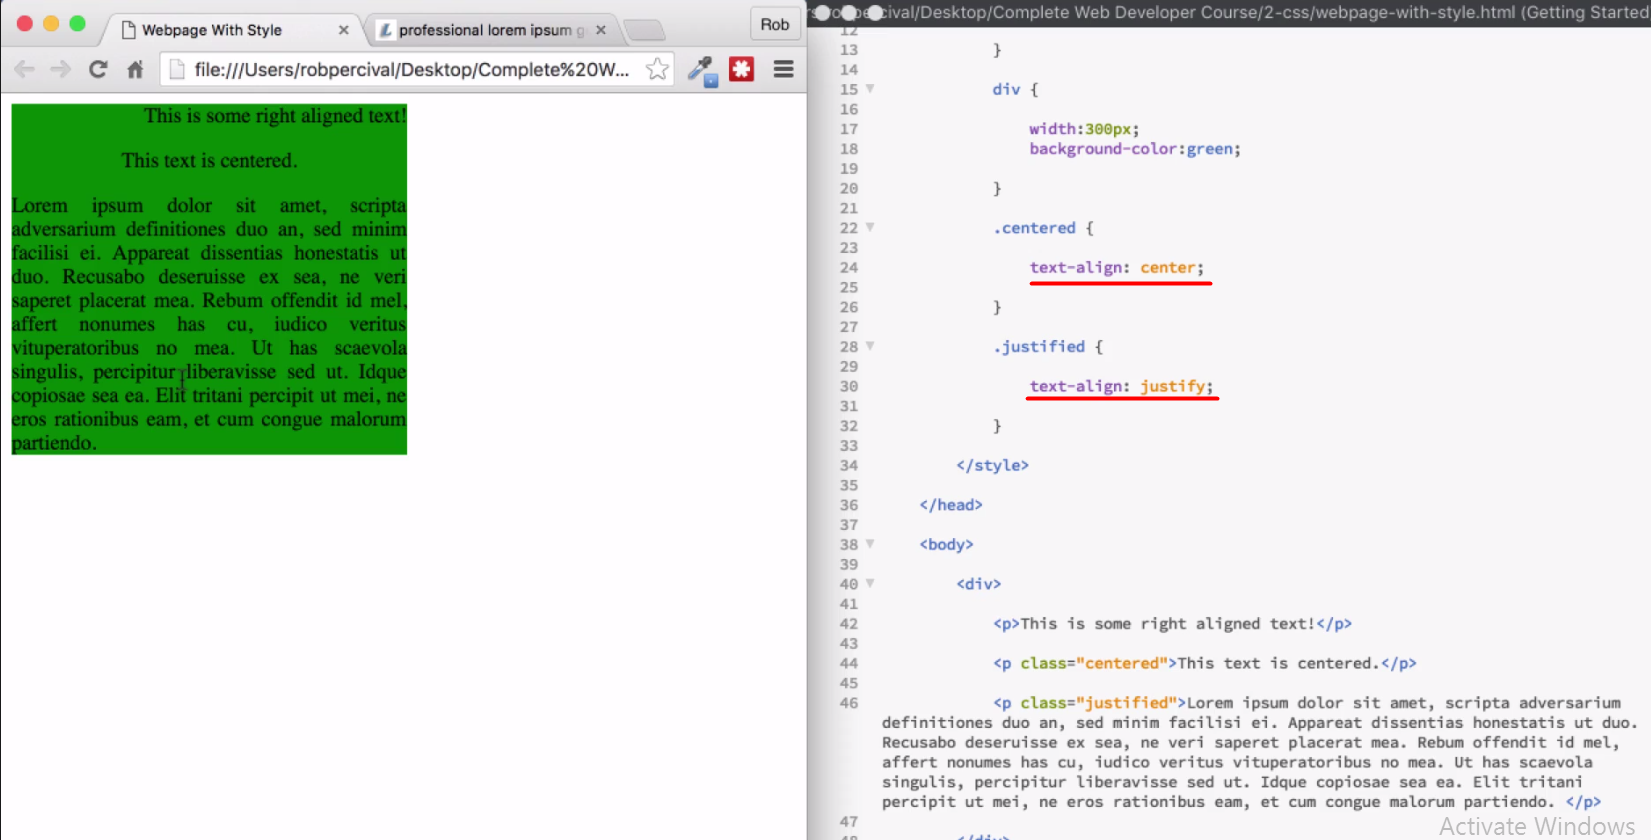 Webpage With Style
professional lorem ipsum g
Rob
file:///Users/robpercival/Desktop/Complete%20W...
This is some right aligned text!
This text is centered.
Lorem ipsum dolor sit amet, scripta
adversarium definitiones duo an, sed minim
facilisi ei. Appareat dissentias honestatis ut
duo. Recusabo deseruisse ex sea, ne veri
saperet placerat mea. Rebum offendit id mel,
affert nonumes has cu, iudico veritus
vituperatoribus no mea. Ut has scaevola
singulis, percipitur liberavisse sed ut. Idque
copiosae sea ea. Elit tritani percipit ut mei, ne
eros rationibus eam, et cum congue malorum
partiendo.
/Desktop/Complete Web Developer Course/2-css/webpage-with-style.html (Getting Started
12
13 }
14
15 div {
16
17 width:300px;
18 background-color:green;
19
20 }
21
22 .centered {
23
24 text-align: center;
25
26 }
27
28 .justified {
29
30 text-align: justify;
31
32 }
33
34 </style>
35
36 </head>
37
38 <body>
39
40 <div>
41
42 <p>This is some right aligned text!</p>
43
44 <p class="centered">This text is centered.</p>
45
46 <p class="justified">Lorem ipsum dolor sit amet, scripta adversarium
definitiones duo an, sed minim facilisi ei. Appareat dissentias honestatis ut duo.
Recusabo deseruisse ex sea, ne veri saperet placerat mea. Rebum offendit id mel,
affert nonumes has cu, iudico veritus vituperatoribus no mea. Ut has scaevola
singulis, percipitur liberavisse sed ut. Idque copiosae sea ea. Elit tritani
percipit ut mei, ne eros rationibus eam, et cum congue malorum partiendo. </p>
47
Activate Windows